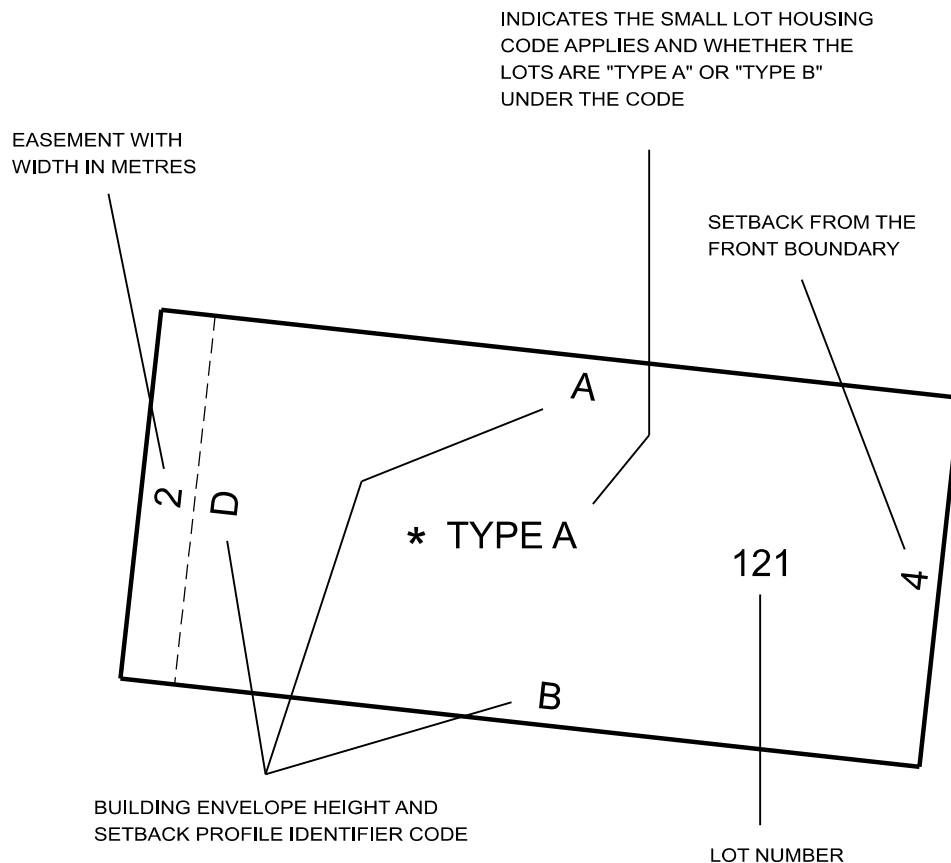 INDICATES THE SMALL LOT HOUSING
CODE APPLIES AND WHETHER THE
LOTS ARE "TYPE A" OR "TYPE B"
UNDER THE CODE
EASEMENT WITH
WIDTH IN METRES
SETBACK FROM THE
FRONT BOUNDARY
A
2
D
* TYPE A
121
4
B
BUILDING ENVELOPE HEIGHT AND
SETBACK PROFILE IDENTIFIER CODE
LOT NUMBER